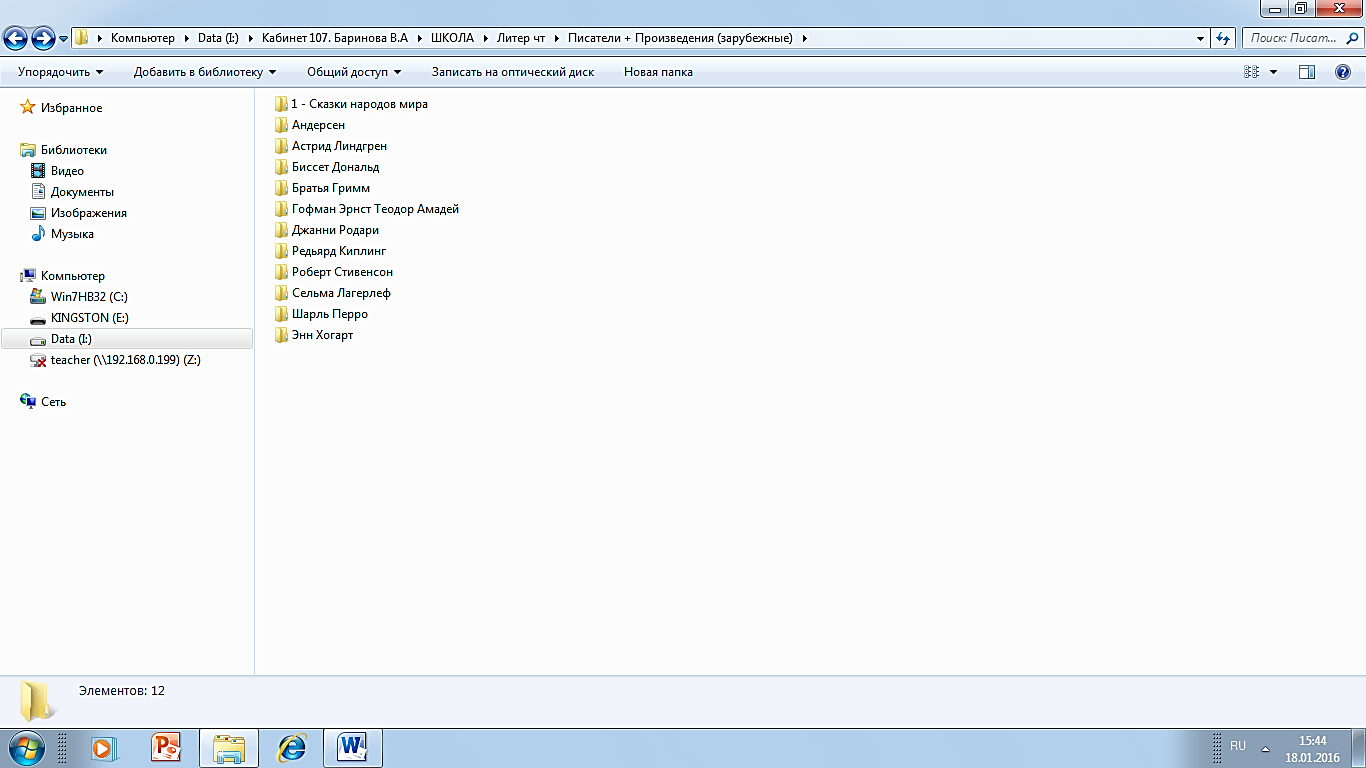 Компьютер Data (I:) Кабинет 107. Баринова В.А ШКОЛА Литер чт Писатели + Произведения (зарубежные) Поиск: Писат...
Упорядочить Добавить в библиотеку Общий доступ Записать на оптический диск Новая папка
Избранное
Библиотеки
Видео
Документы
Изображения
Музыка
Компьютер
Win7HB32 (C:)
KINGSTON (E:)
Data (I:)
teacher (\\192.168.0.199) (Z:)
Сеть
1 - Сказки народов мира
Андерсен
Астрид Линдгрен
Биссет Дональд
Братья Гримм
Гофман Эрнст Теодор Амадей
Джанни Родари
Редьярд Киплинг
Роберт Стивенсон
Сельма Лагерлеф
Шарль Перро
Энн Хогарт
Элементов: 12
RU
15:44
18.01.2016